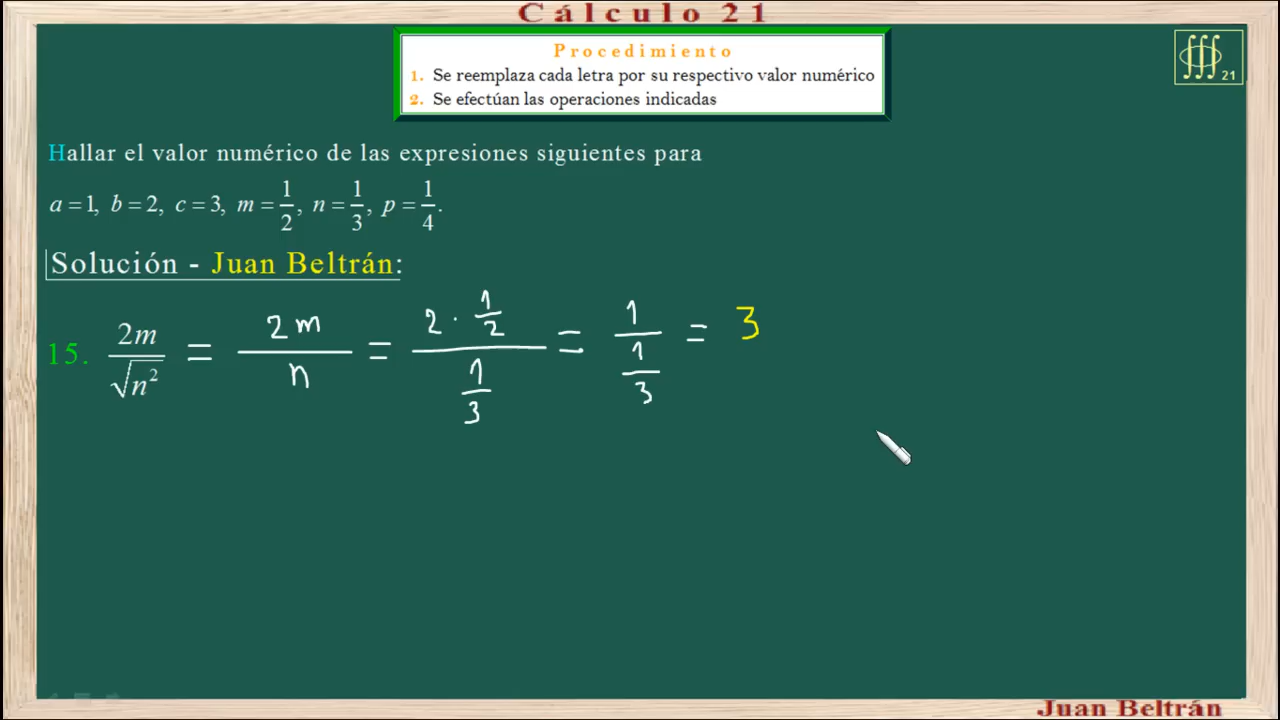 Cálculo 21
Procedimiento
1. Se reemplaza cada letra por su respectivo valor numérico
2. Se efectúan las operaciones indicadas
∫∫∫ 21
Hallar el valor numérico de las expresiones siguientes para
a = 1, b = 2, c = 3, m = 1/2, n = 1/3, p = 1/4.
Solución - Juan Beltrán:
15. 2m/√n² = 2m/n = (2 · 1/2)/(1/3) = 1/(1/3) = 3
Juan Beltrán